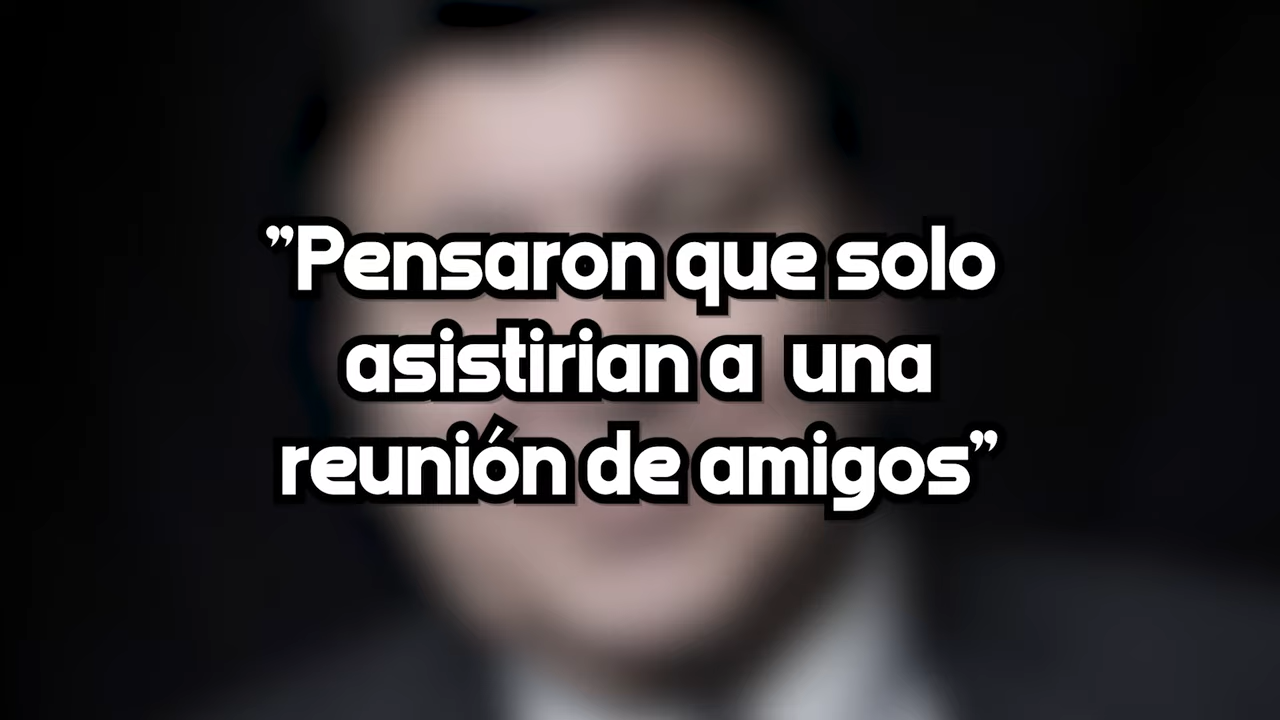 ”Pensaron que solo
asistirian a una
reunión de amigos”